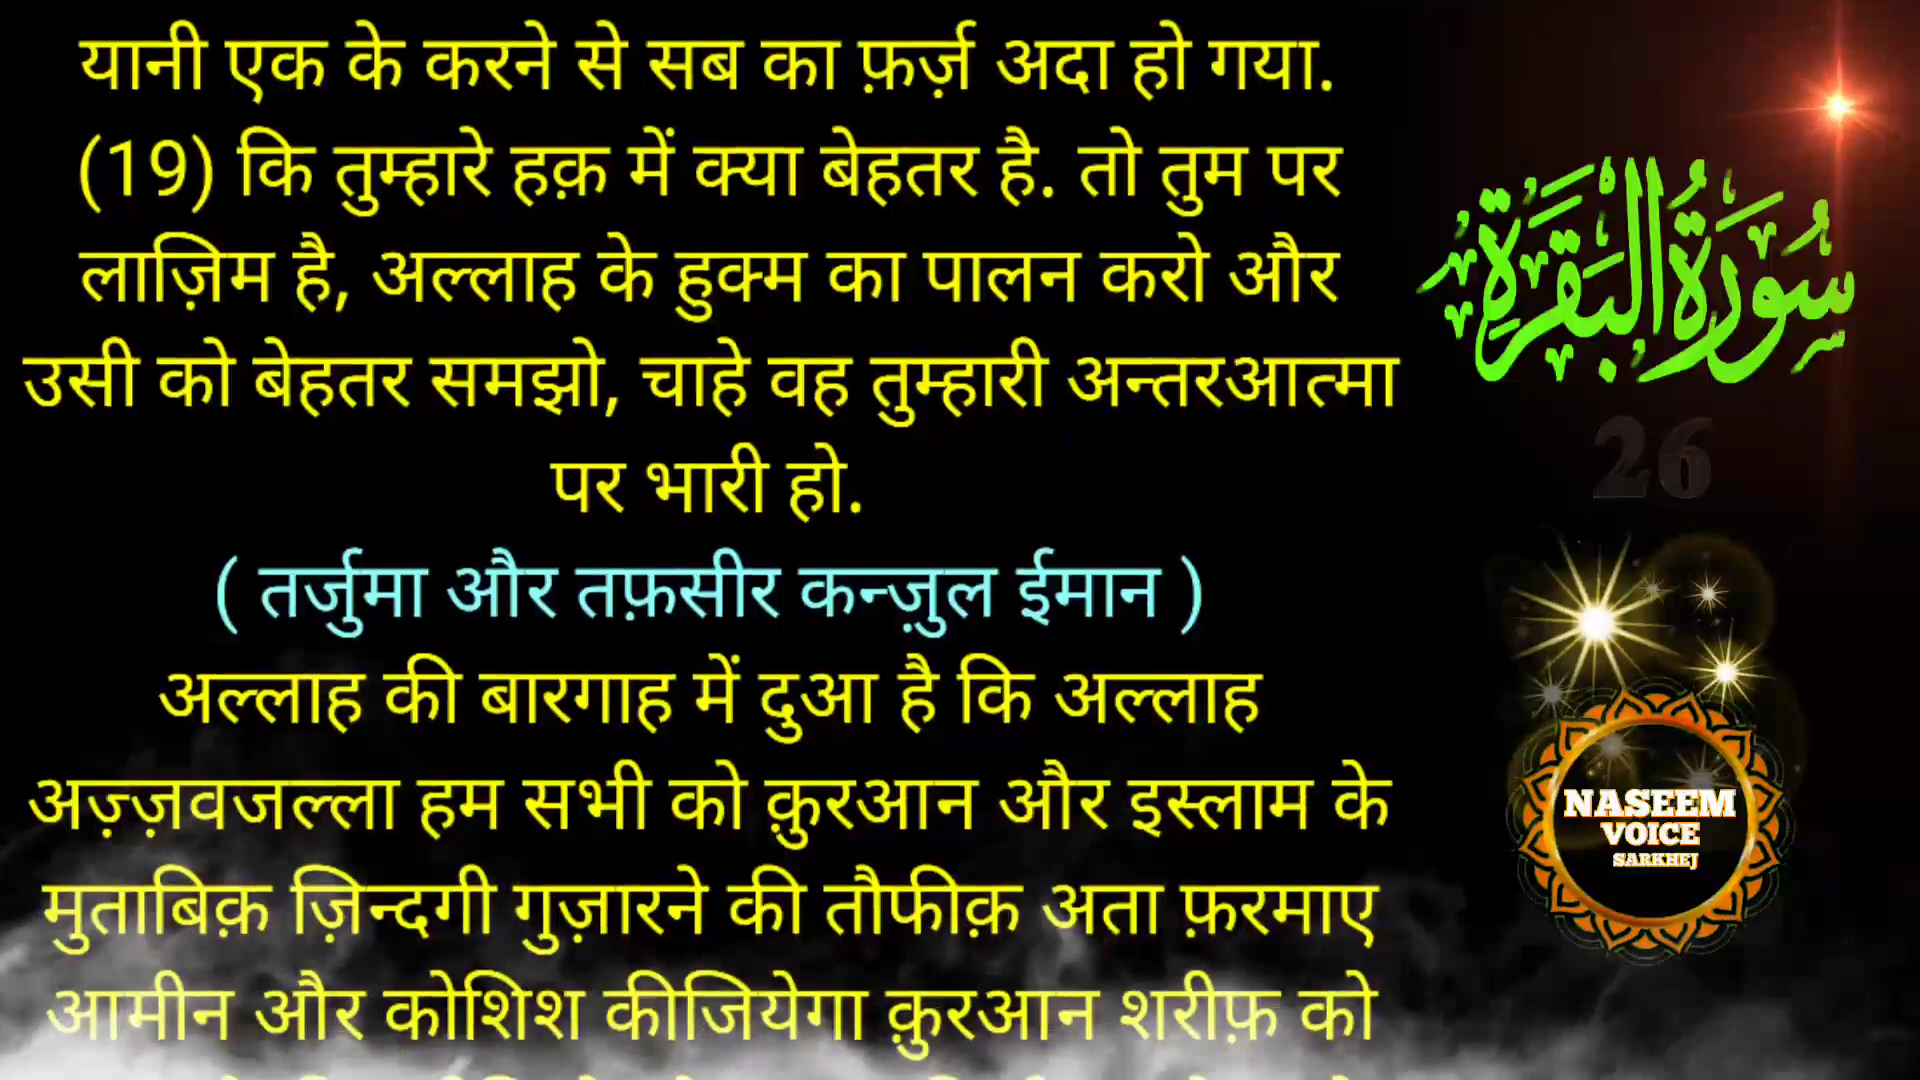 यानी एक के करने से सब का फ़र्ज़ अदा हो गया.
(19) कि तुम्हारे हक़ में क्या बेहतर है. तो तुम पर
लाज़िम है, अल्लाह के हुक्म का पालन करो और
उसी को बेहतर समझो, चाहे वह तुम्हारी अन्तरआत्मा
पर भारी हो.
( तर्जुमा और तफ़सीर कन्ज़ुल ईमान )
अल्लाह की बारगाह में दुआ है कि अल्लाह
अज़्ज़वजल्ला हम सभी को क़ुरआन और इस्लाम के
मुताबिक़ ज़िन्दगी गुज़ारने की तौफीक़ अता फ़रमाए
आमीन और कोशिश कीजियेगा क़ुरआन शरीफ़ को
سُورَةُ الْبَقَرَةِ
26
NASEEM
VOICE
SARKHEJ